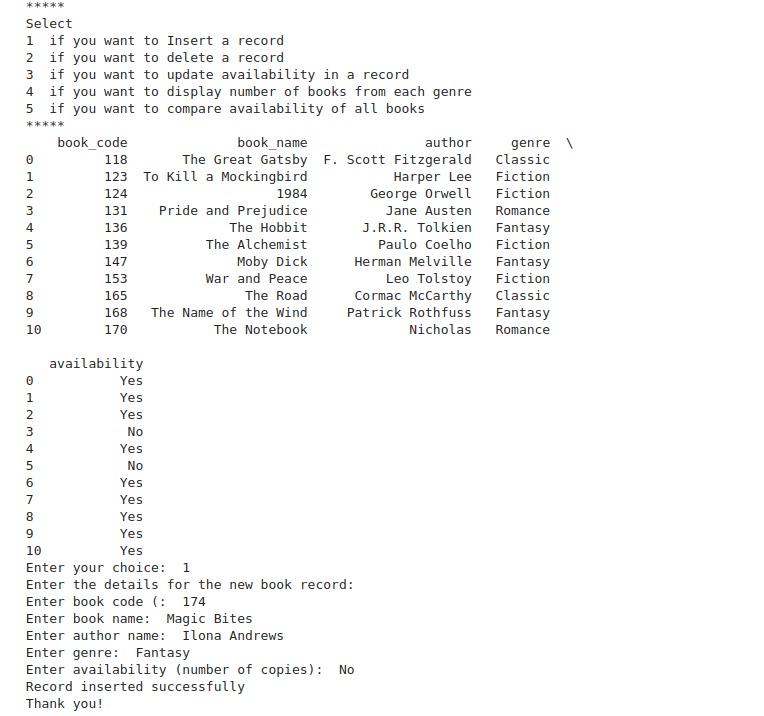 *****
Select
1  if you want to Insert a record
2  if you want to delete a record
3  if you want to update availability in a record
4  if you want to display number of books from each genre
5  if you want to compare availability of all books
*****
    book_code              book_name               author     genre  \
0         118       The Great Gatsby  F. Scott Fitzgerald   Classic
1         123  To Kill a Mockingbird           Harper Lee   Fiction
2         124                   1984        George Orwell   Fiction
3         131    Pride and Prejudice          Jane Austen   Romance
4         136             The Hobbit       J.R.R. Tolkien   Fantasy
5         139          The Alchemist         Paulo Coelho   Fiction
6         147              Moby Dick      Herman Melville   Fantasy
7         153          War and Peace          Leo Tolstoy   Fiction
8         165               The Road      Cormac McCarthy   Classic
9         168   The Name of the Wind     Patrick Rothfuss   Fantasy
10        170           The Notebook             Nicholas   Romance
   availability
0           Yes
1           Yes
2           Yes
3            No
4           Yes
5            No
6           Yes
7           Yes
8           Yes
9           Yes
10          Yes
Enter your choice:  1
Enter the details for the new book record:
Enter book code (:  174
Enter book name:  Magic Bites
Enter author name:  Ilona Andrews
Enter genre:  Fantasy
Enter availability (number of copies):  No
Record inserted successfully
Thank you!